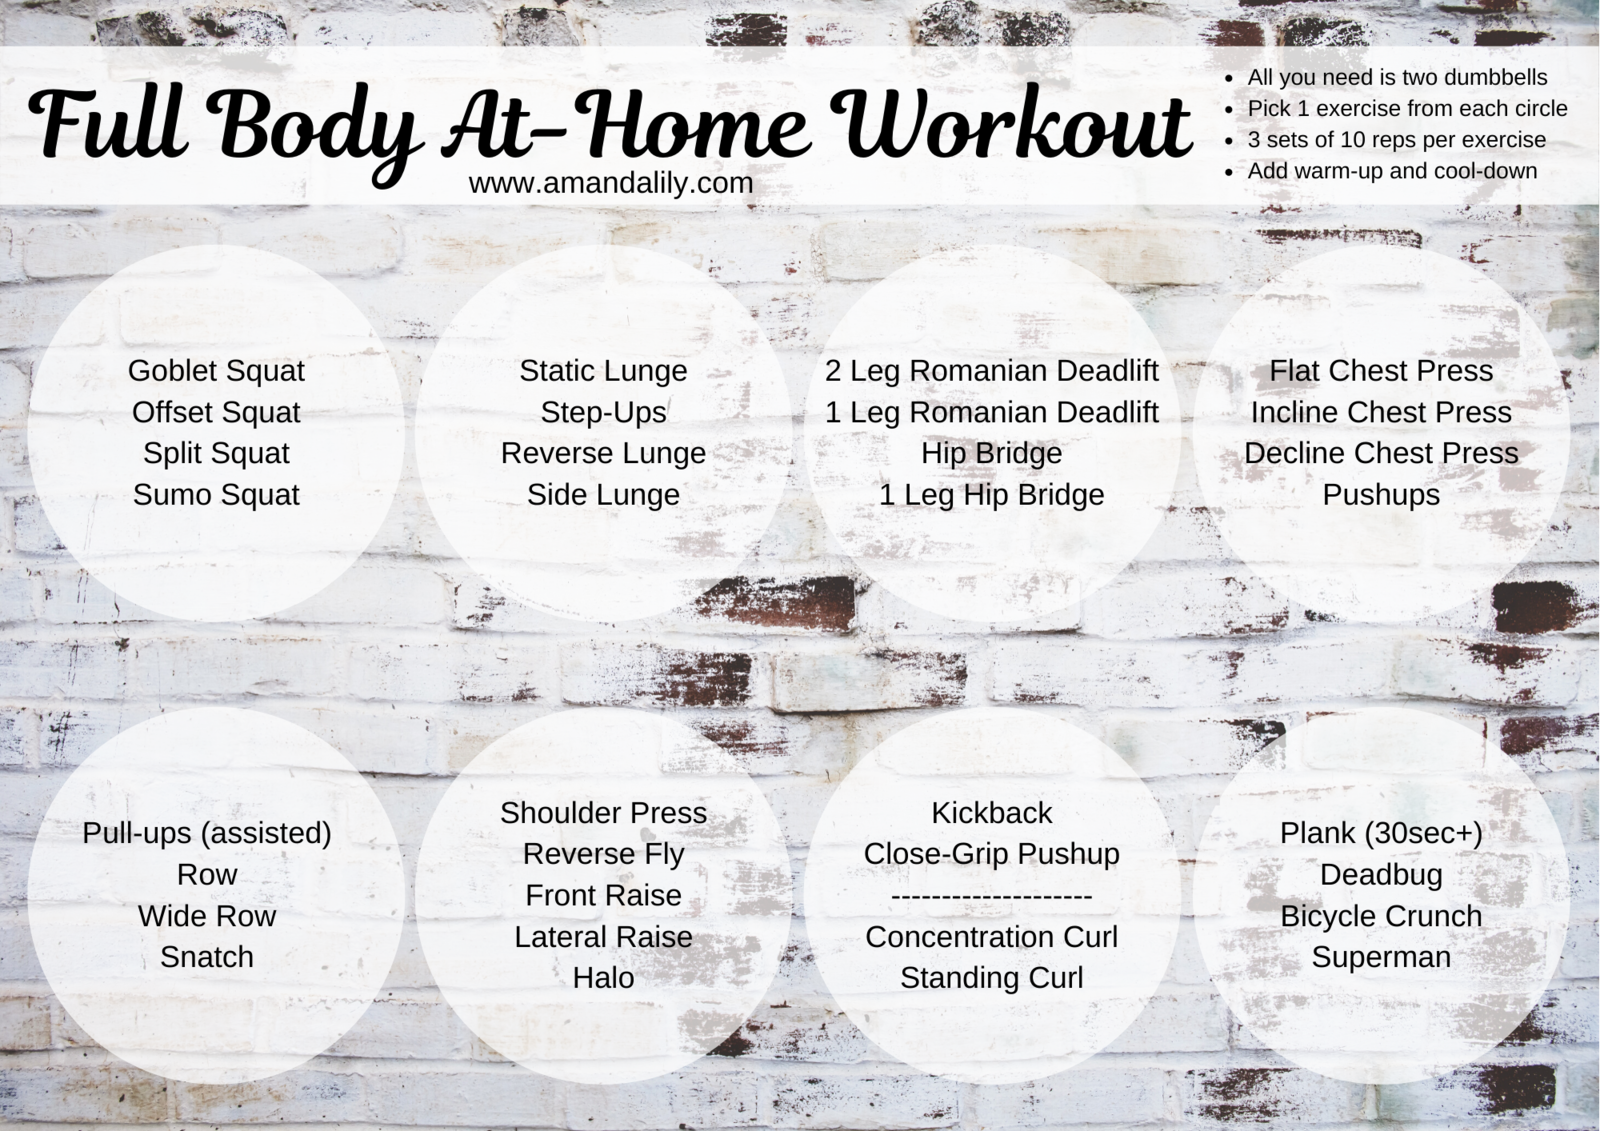 Full Body At-Home Workout
www.amandalily.com
• All you need is two dumbbells
• Pick 1 exercise from each circle
• 3 sets of 10 reps per exercise
• Add warm-up and cool-down
Goblet Squat
Offset Squat
Split Squat
Sumo Squat
Static Lunge
Step-Ups
Reverse Lunge
Side Lunge
2 Leg Romanian Deadlift
1 Leg Romanian Deadlift
Hip Bridge
1 Leg Hip Bridge
Flat Chest Press
Incline Chest Press
Decline Chest Press
Pushups
Pull-ups (assisted)
Row
Wide Row
Snatch
Shoulder Press
Reverse Fly
Front Raise
Lateral Raise
Halo
Kickback
Close-Grip Pushup
--------------------
Concentration Curl
Standing Curl
Plank (30sec+)
Deadbug
Bicycle Crunch
Superman